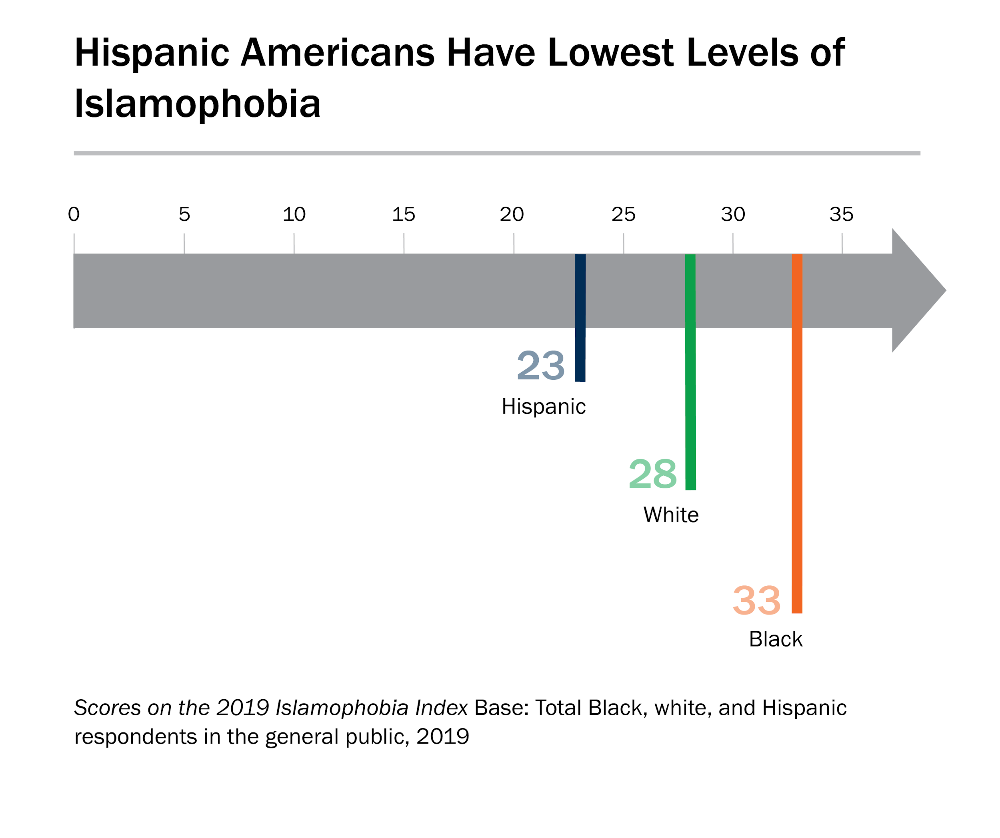 Hispanic Americans Have Lowest Levels of
Islamophobia
0 5 10 15 20 25 30 35
23
Hispanic
28
White
33
Black
Scores on the 2019 Islamophobia Index Base: Total Black, white, and Hispanic
respondents in the general public, 2019